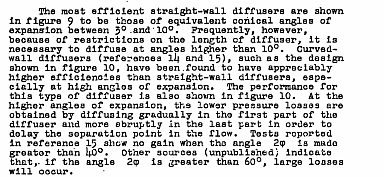 The most efficient straight-wall diffusers are shown
in figure 9 to be those of equivalent conical angles of
expansion between 5° and 10°. Frequently, however,
because of restrictions on the length of diffuser, it is
necessary to diffuse at angles higher than 10°. Curved-
wall diffusers (references 14 and 15), such as the design
shown in figure 10, have been found to have appreciably
higher efficiencies than straight-wall diffusers, espe-
cially at high angles of expansion. The performance for
this type of diffuser is also shown in figure 10. At the
higher angles of expansion, the lower pressure losses are
obtained by diffusing gradually in the first part of the
diffuser and more abruptly in the last part in order to
delay the separation point in the flow. Tests reported
in reference 15 show no gain when the angle 2φ is made
greater than 40°. Other sources (unpublished) indicate
that, if the angle 2φ is greater than 60°, large losses
will occur.